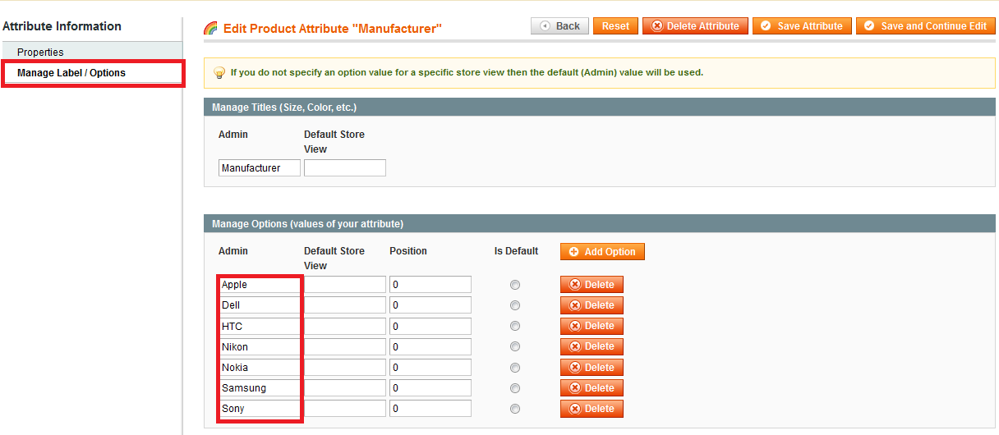 Attribute Information
Properties
Manage Label / Options
Edit Product Attribute "Manufacturer"
Back
Reset
Delete Attribute
Save Attribute
Save and Continue Edit
If you do not specify an option value for a specific store view then the default (Admin) value will be used.
Manage Titles (Size, Color, etc.)
Admin Default Store View
Manufacturer
Manage Options (values of your attribute)
Admin Default Store View Position Is Default Add Option
Apple 0 Delete
Dell 0 Delete
HTC 0 Delete
Nikon 0 Delete
Nokia 0 Delete
Samsung 0 Delete
Sony 0 Delete